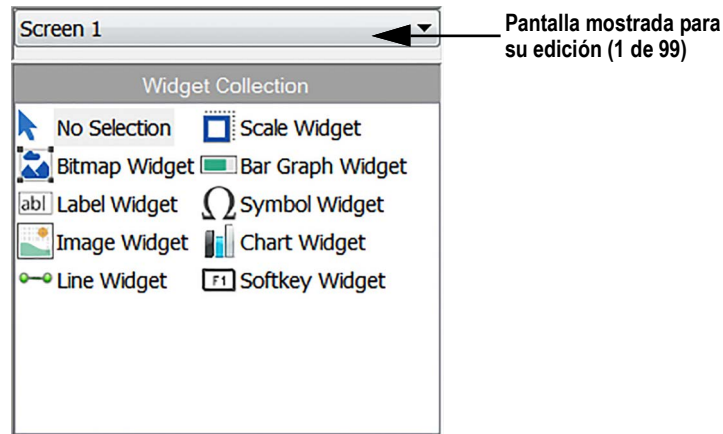 Screen 1
Pantalla mostrada para
su edición (1 de 99)
Widget Collection
No Selection
Scale Widget
Bitmap Widget
Bar Graph Widget
abl Label Widget
Symbol Widget
Image Widget
Chart Widget
Line Widget
F1 Softkey Widget